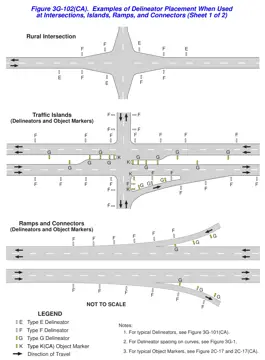 Figure 3G-102(CA). Examples of Delineator Placement When Used
at Intersections, Islands, Ramps, and Connectors (Sheet 1 of 2)
Rural Intersection
F
E
F
F
E
E
F
E
F
Traffic Islands
(Delineators and Object Markers)
F
F
F
F
F
F
F
F
F
F
G
G
G
G
K
G
G
G
G
K
K
G
G
G
F
F
F
F
F
F
F
F
Ramps and Connectors
(Delineators and Object Markers)
F
F
F
F
F
G
G
G
F
F
F
F
F
G
G
NOT TO SCALE
LEGEND
E Type E Delineator
F Type F Delineator
G Type G Delineator
K Type K(CA) Object Marker
Direction of Travel
Notes:
1. For typical Delineators, see Figure 3G-101(CA).
2. For Delineator spacing on curves, see Figure 3G-1.
3. For typical Object Markers, see Figure 2C-17 and 2C-17(CA).